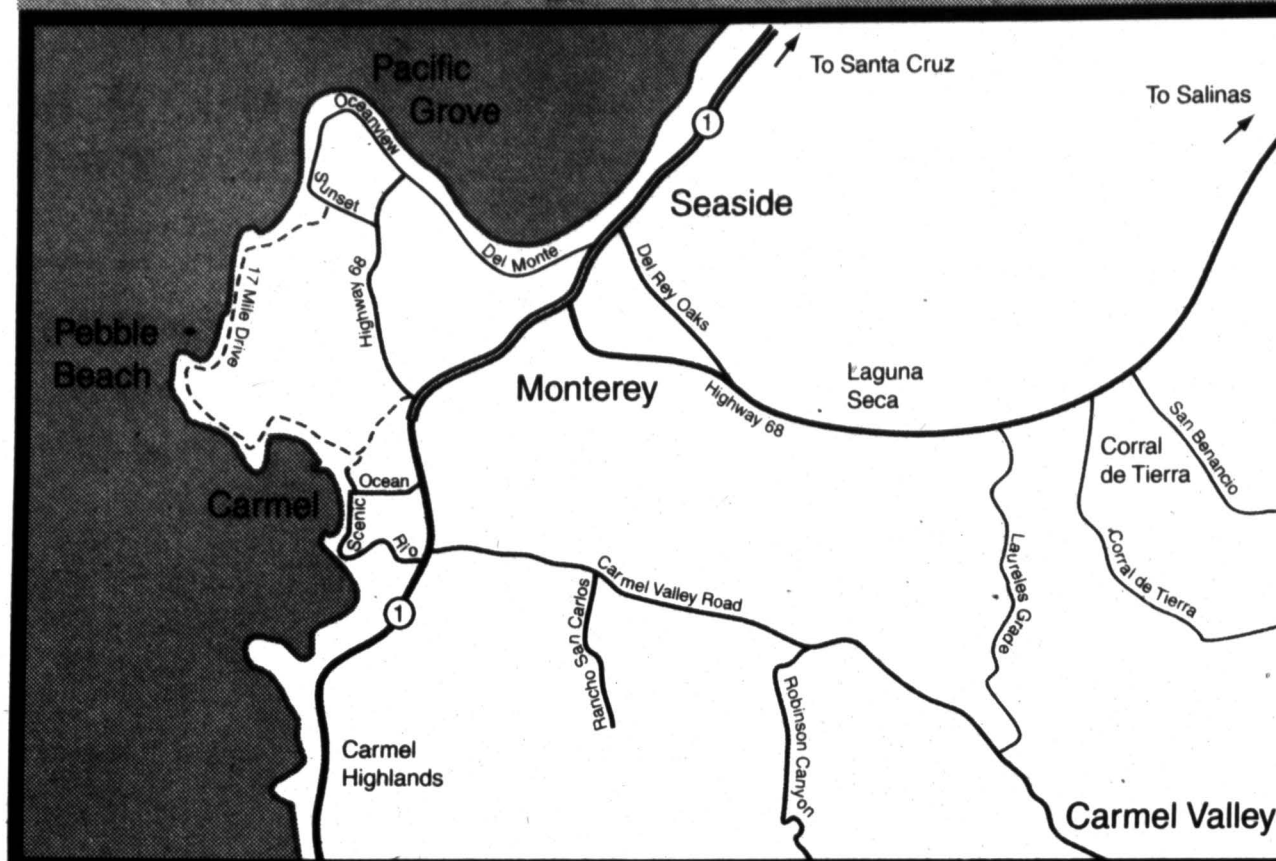 Pacific
Grove
To Santa Cruz
To Salinas
Oceanview
1
Sunset
Seaside
Del Monte
Del Rey Oaks
17 Mile Drive
Highway 68
Pebble
Beach
Monterey
Highway 68
Laguna
Seca
San Benancio
Corral
de Tierra
Ocean
Carmel
Scenic
Rio
Carmel Valley Road
Laureles Grade
Corral de Tierra
1
Rancho San Carlos
Robinson Canyon
Carmel
Highlands
Carmel Valley